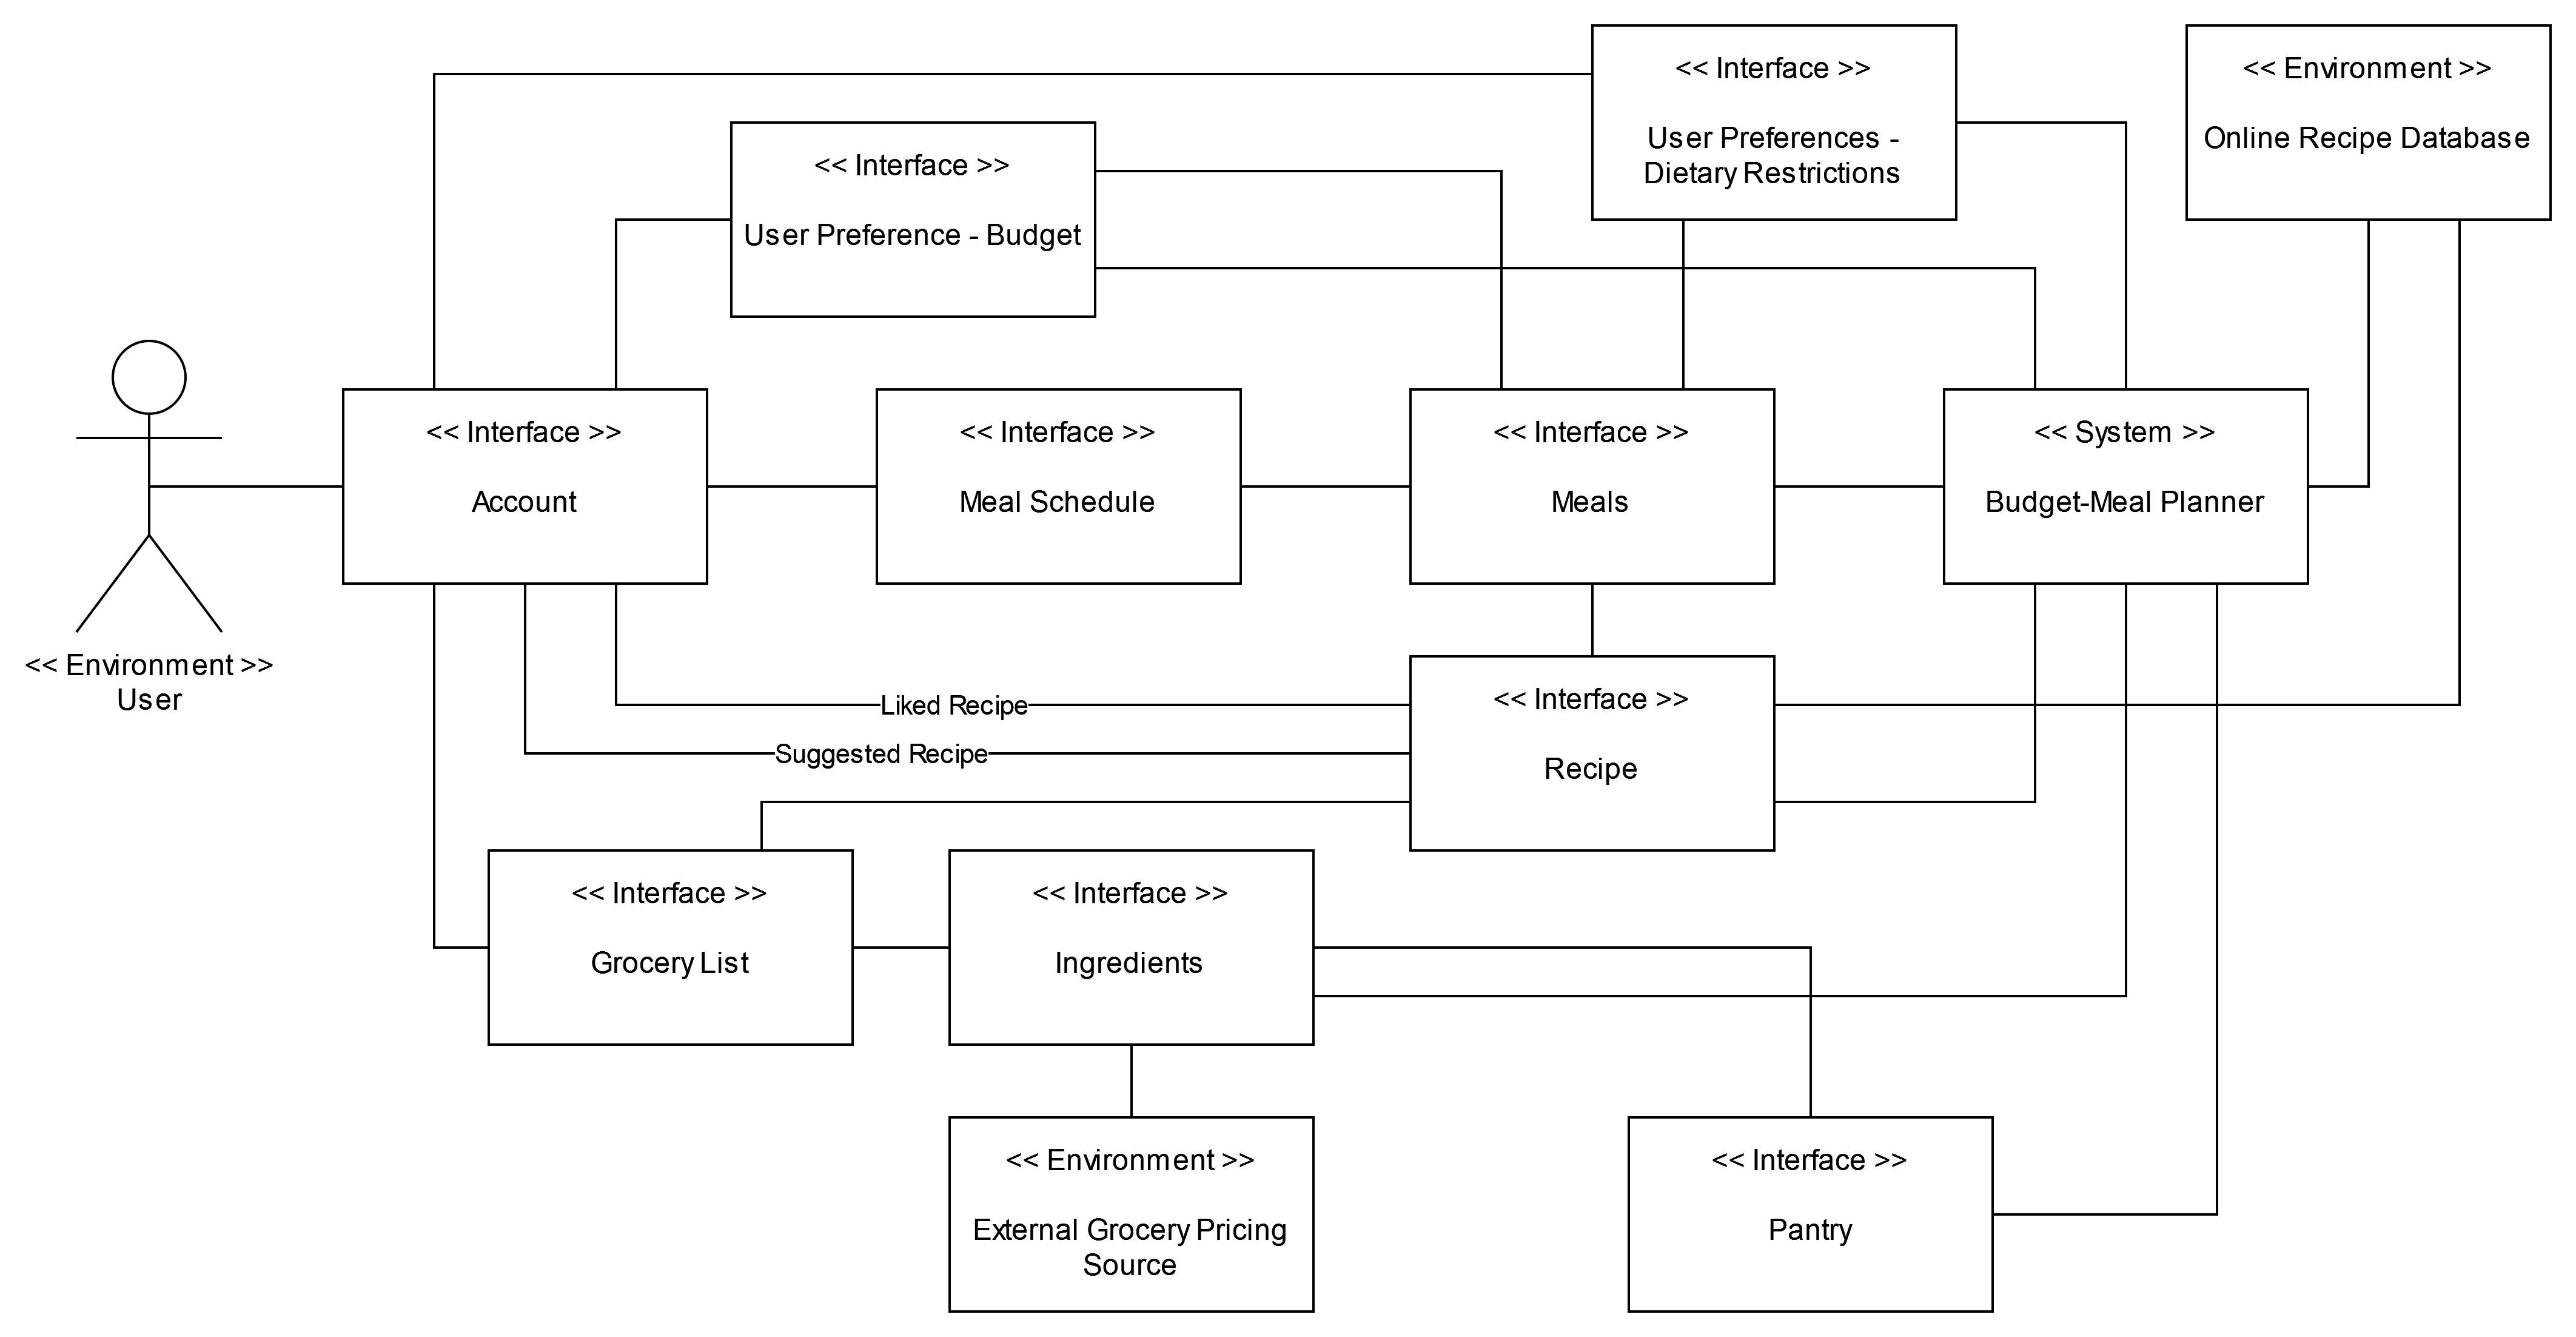 << Interface >>
User Preferences -
Dietary Restrictions
<< Environment >>
Online Recipe Database
<< Interface >>
User Preference - Budget
<< Environment >>
User
<< Interface >>
Account
<< Interface >>
Meal Schedule
<< Interface >>
Meals
<< System >>
Budget-Meal Planner
Liked Recipe
Suggested Recipe
<< Interface >>
Recipe
<< Interface >>
Grocery List
<< Interface >>
Ingredients
<< Environment >>
External Grocery Pricing
Source
<< Interface >>
Pantry